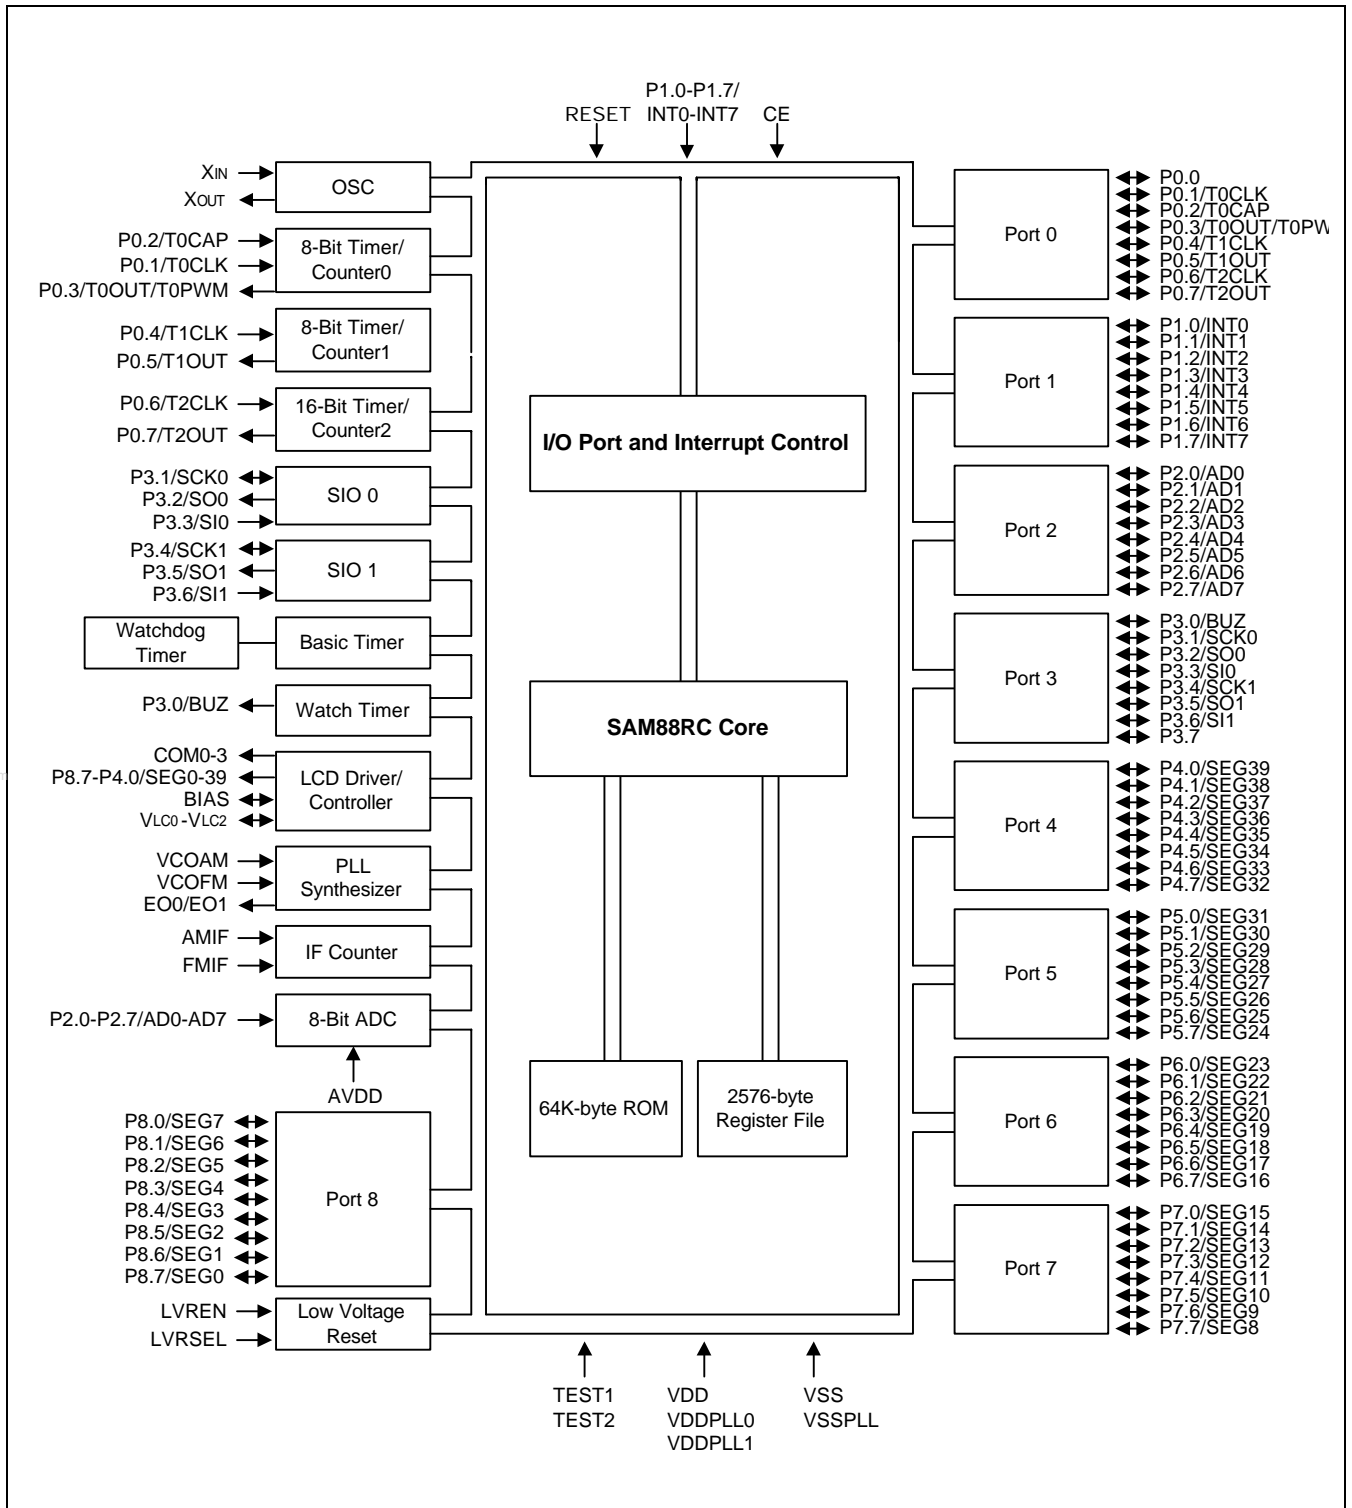 P1.0-P1.7/
RESET INT0-INT7 CE
XIN
XOUT
OSC
P0.2/T0CAP
P0.1/T0CLK
P0.3/T0OUT/T0PWM
8-Bit Timer/
Counter0
P0.4/T1CLK
P0.5/T1OUT
8-Bit Timer/
Counter1
P0.6/T2CLK
P0.7/T2OUT
16-Bit Timer/
Counter2
P3.1/SCK0
P3.2/SO0
P3.3/SI0
SIO 0
P3.4/SCK1
P3.5/SO1
P3.6/SI1
SIO 1
Watchdog
Timer
Basic Timer
P3.0/BUZ
Watch Timer
COM0-3
P8.7-P4.0/SEG0-39
BIAS
VLC0 -VLC2
LCD Driver/
Controller
VCOAM
VCOFM
EO0/EO1
PLL
Synthesizer
AMIF
FMIF
IF Counter
P2.0-P2.7/AD0-AD7
8-Bit ADC
AVDD
P8.0/SEG7
P8.1/SEG6
P8.2/SEG5
P8.3/SEG4
P8.4/SEG3
P8.5/SEG2
P8.6/SEG1
P8.7/SEG0
Port 8
LVREN
LVRSEL
Low Voltage
Reset
I/O Port and Interrupt Control
SAM88RC Core
64K-byte ROM
2576-byte
Register File
Port 0
P0.0
P0.1/T0CLK
P0.2/T0CAP
P0.3/T0OUT/T0PW
P0.4/T1CLK
P0.5/T1OUT
P0.6/T2CLK
P0.7/T2OUT
Port 1
P1.0/INT0
P1.1/INT1
P1.2/INT2
P1.3/INT3
P1.4/INT4
P1.5/INT5
P1.6/INT6
P1.7/INT7
Port 2
P2.0/AD0
P2.1/AD1
P2.2/AD2
P2.3/AD3
P2.4/AD4
P2.5/AD5
P2.6/AD6
P2.7/AD7
Port 3
P3.0/BUZ
P3.1/SCK0
P3.2/SO0
P3.3/SI0
P3.4/SCK1
P3.5/SO1
P3.6/SI1
P3.7
Port 4
P4.0/SEG39
P4.1/SEG38
P4.2/SEG37
P4.3/SEG36
P4.4/SEG35
P4.5/SEG34
P4.6/SEG33
P4.7/SEG32
Port 5
P5.0/SEG31
P5.1/SEG30
P5.2/SEG29
P5.3/SEG28
P5.4/SEG27
P5.5/SEG26
P5.6/SEG25
P5.7/SEG24
Port 6
P6.0/SEG23
P6.1/SEG22
P6.2/SEG21
P6.3/SEG20
P6.4/SEG19
P6.5/SEG18
P6.6/SEG17
P6.7/SEG16
Port 7
P7.0/SEG15
P7.1/SEG14
P7.2/SEG13
P7.3/SEG12
P7.4/SEG11
P7.5/SEG10
P7.6/SEG9
P7.7/SEG8
TEST1
TEST2
VDD
VDDPLL0
VDDPLL1
VSS
VSSPLL